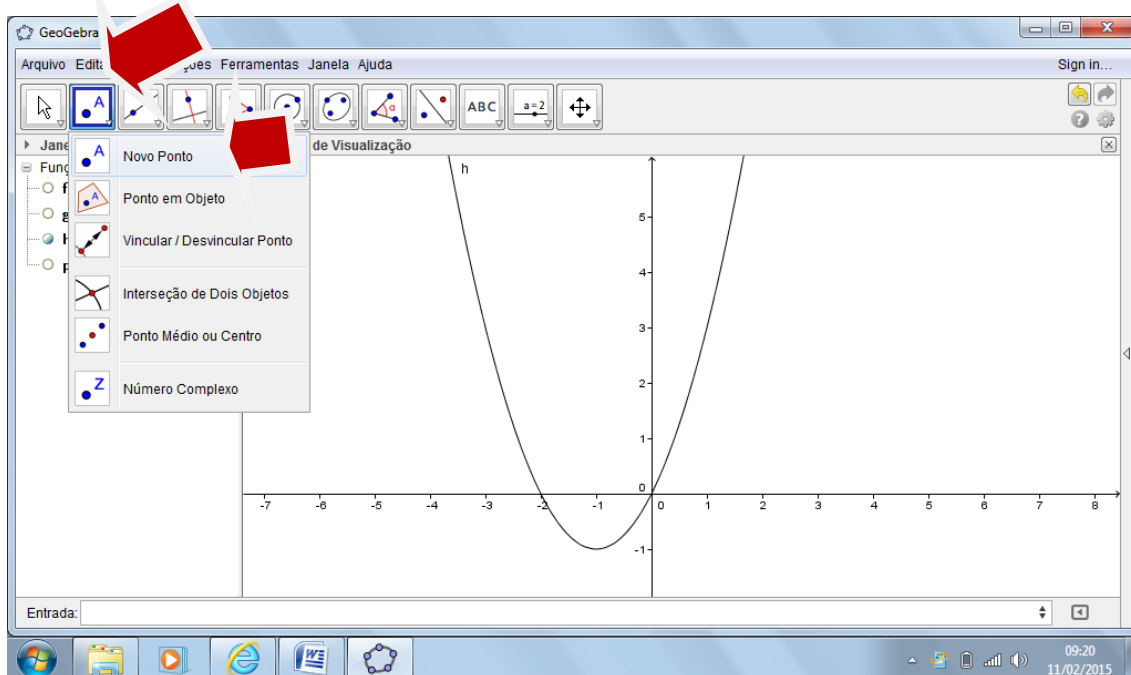 GeoGebra
Arquivo Edita ões Ferramentas Janela Ajuda Sign in...
A α ABC a=2
Jane de Visualização
Funç
A Novo Ponto
f
A Ponto em Objeto
g
Vincular / Desvincular Ponto
h
p
Interseção de Dois Objetos
Ponto Médio ou Centro
Z Número Complexo
h
5
4
3
2
1
0
-7 -6 -5 -4 -3 -2 -1 0 1 2 3 4 5 6 7 8
-1
Entrada:
W
09:20
11/02/2015